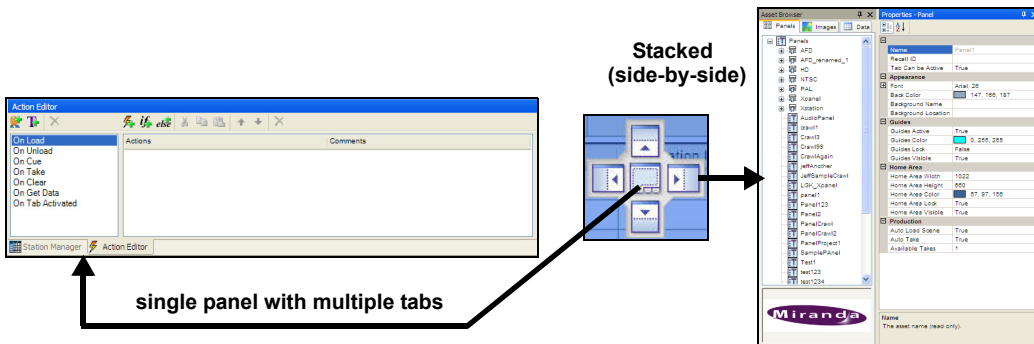 Action Editor
if else
On Load
On Unload
On Cue
On Take
On Clear
On Get Data
On Tab Activated
Actions Comments
Station Manager Action Editor
single panel with multiple tabs
Stacked
(side-by-side)
Asset Browser
Panels Images Data
Panels
AFD
AFD_renamed_1
HD
NTSC
PAL
Xpanel
Xstation
AudioPanel
crawl1
Crawl3
Crawl99
CrawlAgain
jeffAnother
JeffSampleCrawl
LGK_Xpanel
panel1
Panel123
Panel2
PanelCrawl
PanelCrawl2
PanelProject1
SamplePAnel
Test1
test123
test1234
Miranda
Properties - Panel
Name Panel1
Recall ID
Tab Can be Active True
Appearance
Font Arial, 26
Back Color 147, 166, 187
Background Name
Background Location
Guides
Guides Active True
Guides Color 0, 255, 255
Guides Lock False
Guides Visible True
Home Area
Home Area Width 1022
Home Area Height 660
Home Area Color 57, 97, 156
Home Area Lock True
Home Area Visible True
Production
Auto Load Scene True
Auto Take True
Available Takes 1
Name
The asset name (read only).